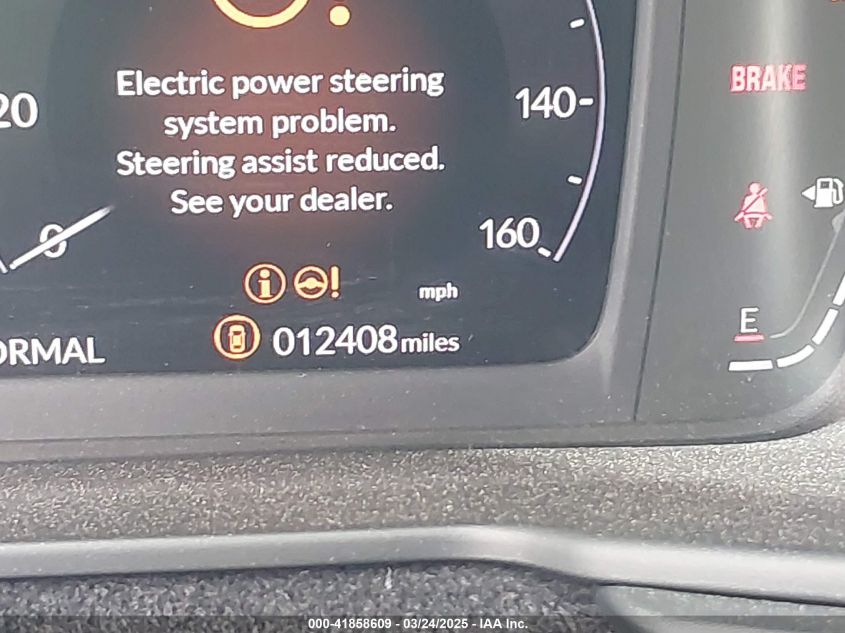 Electric power steering
system problem.
Steering assist reduced.
See your dealer.
20
0
140
160
mph
ORMAL
012408 miles
BRAKE
E
000-41858609 - 03/24/2025 - IAA Inc.